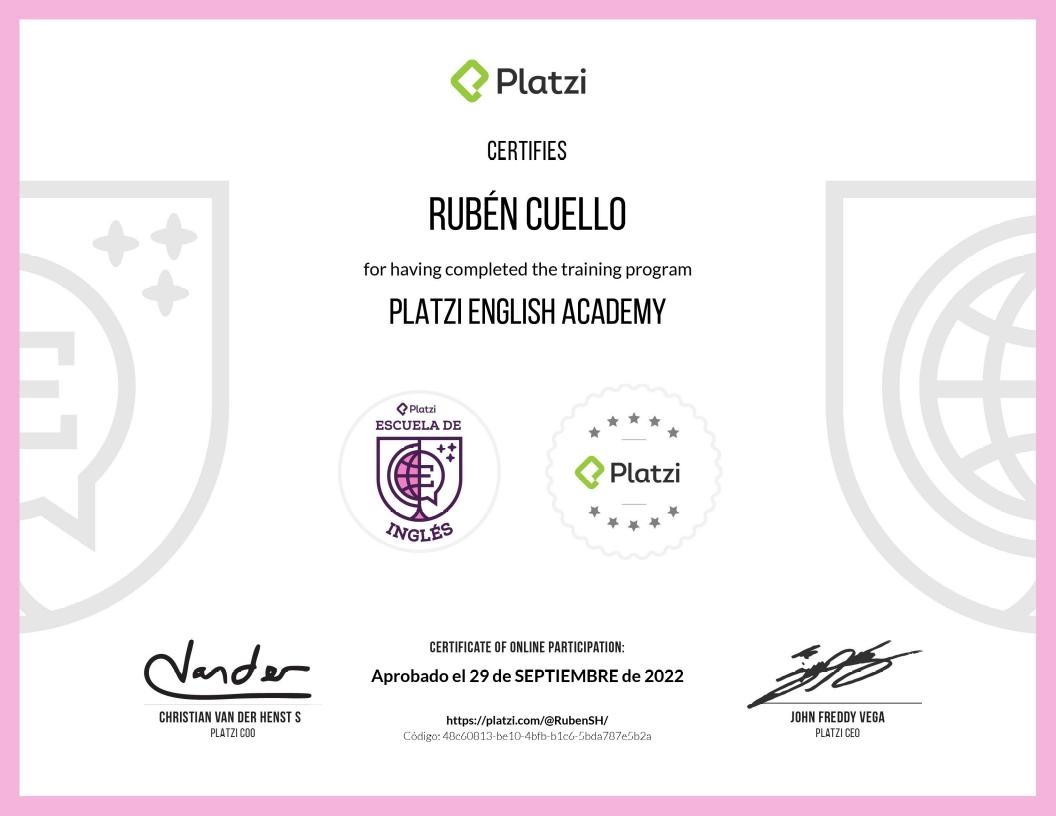 Platzi
CERTIFIES
RUBÉN CUELLO
for having completed the training program
PLATZI ENGLISH ACADEMY
Platzi
ESCUELA DE
E
INGLÉS
Platzi
E
Vander
CHRISTIAN VAN DER HENST S
PLATZI COO
CERTIFICATE OF ONLINE PARTICIPATION:
Aprobado el 29 de SEPTIEMBRE de 2022
https://platzi.com/@RubenSH/
Código: 48c60813-be10-4bfb-b1c6-5bda787e5b2a
JOHN FREDDY VEGA
PLATZI CEO